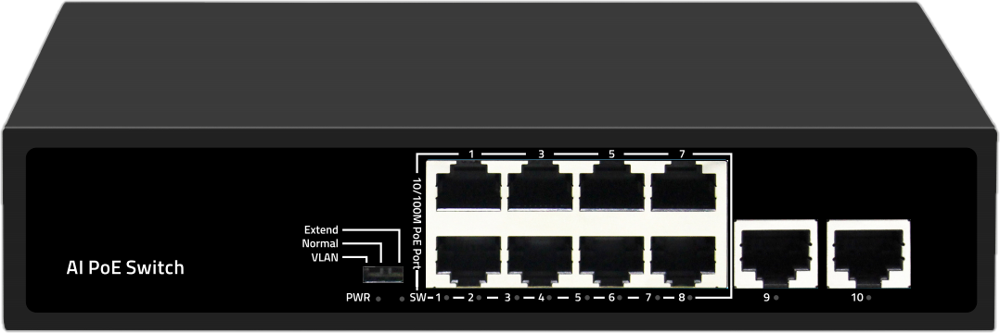 1 3 5 7
10/100M PoE Port
Extend
Normal
VLAN
AI PoE Switch
PWR SW 1 2 3 4 5 6 7 8 9 10